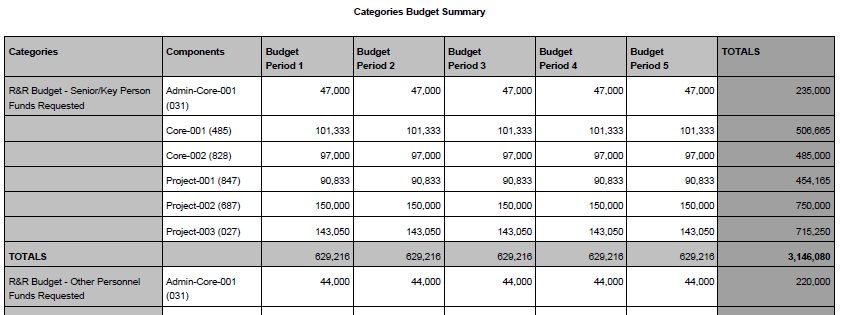 Categories Budget Summary
Categories Components Budget Period 1 Budget Period 2 Budget Period 3 Budget Period 4 Budget Period 5 TOTALS
R&R Budget - Senior/Key Person Funds Requested Admin-Core-001 (031) 47,000 47,000 47,000 47,000 47,000 235,000
Core-001 (485) 101,333 101,333 101,333 101,333 101,333 506,665
Core-002 (828) 97,000 97,000 97,000 97,000 97,000 485,000
Project-001 (847) 90,833 90,833 90,833 90,833 90,833 454,165
Project-002 (687) 150,000 150,000 150,000 150,000 150,000 750,000
Project-003 (027) 143,050 143,050 143,050 143,050 143,050 715,250
TOTALS 629,216 629,216 629,216 629,216 629,216 3,146,080
R&R Budget - Other Personnel Funds Requested Admin-Core-001 (031) 44,000 44,000 44,000 44,000 44,000 220,000